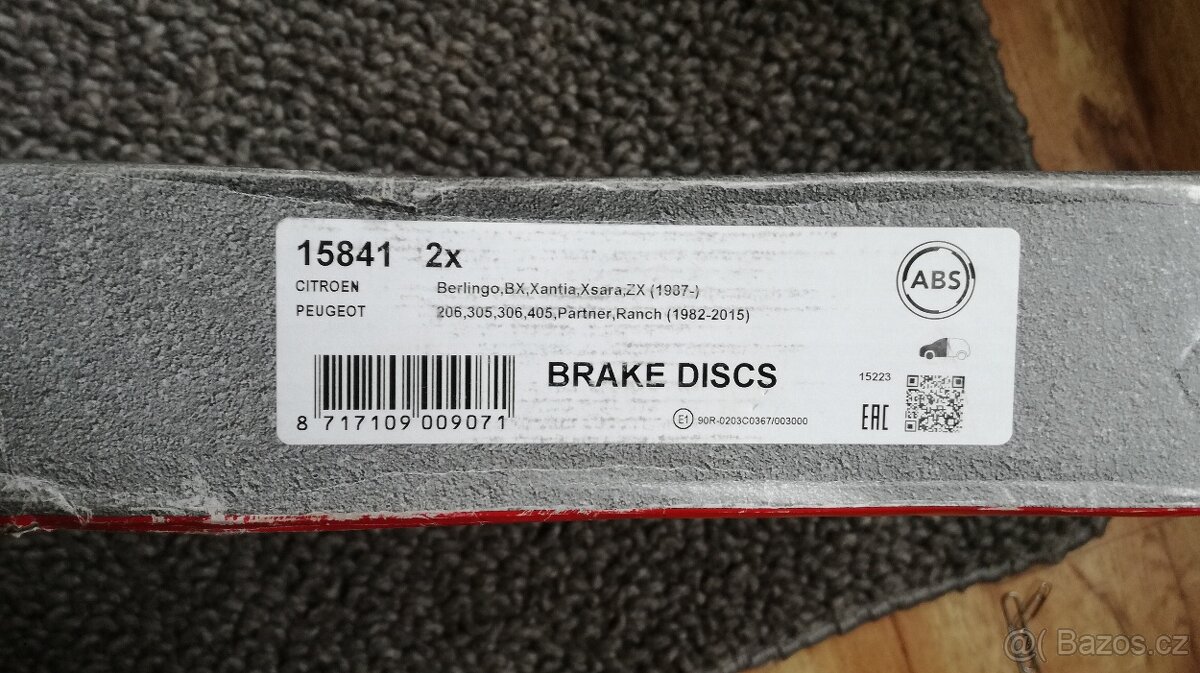 15841 2x
CITROEN Berlingo,BX,Xantia,Xsara,ZX (1987-)
PEUGEOT 206,305,306,405,Partner,Ranch (1982-2015)
ABS
BRAKE DISCS
15223
8 717109 009071
E1 90R-0203C0367/003000
EAC
@ Bazos.cz